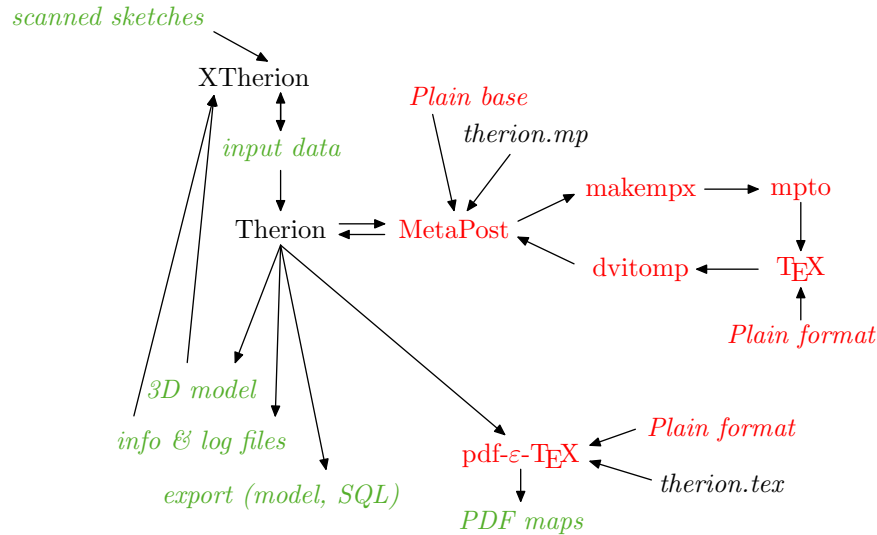 scanned sketches
XTherion
Plain base
therion.mp
input data
makempx
mpto
Therion
MetaPost
dvitomp
TEX
Plain format
3D model
info & log files
Plain format
pdf-ε-TEX
therion.tex
export (model, SQL)
PDF maps